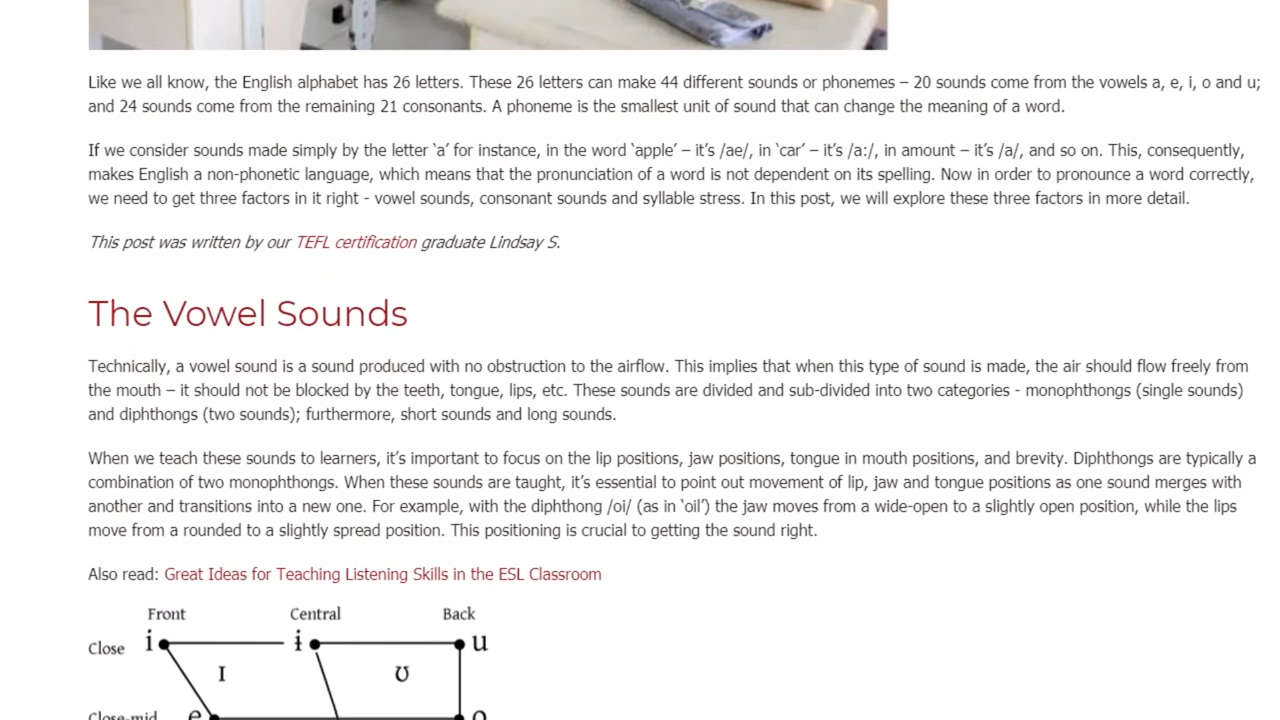 Like we all know, the English alphabet has 26 letters. These 26 letters can make 44 different sounds or phonemes – 20 sounds come from the vowels a, e, i, o and u;
and 24 sounds come from the remaining 21 consonants. A phoneme is the smallest unit of sound that can change the meaning of a word.
If we consider sounds made simply by the letter ‘a’ for instance, in the word ‘apple’ – it’s /ae/, in ‘car’ – it’s /a:/, in amount – it’s /a/, and so on. This, consequently,
makes English a non-phonetic language, which means that the pronunciation of a word is not dependent on its spelling. Now in order to pronounce a word correctly,
we need to get three factors in it right - vowel sounds, consonant sounds and syllable stress. In this post, we will explore these three factors in more detail.
This post was written by our TEFL certification graduate Lindsay S.
The Vowel Sounds
Technically, a vowel sound is a sound produced with no obstruction to the airflow. This implies that when this type of sound is made, the air should flow freely from
the mouth – it should not be blocked by the teeth, tongue, lips, etc. These sounds are divided and sub-divided into two categories - monophthongs (single sounds)
and diphthongs (two sounds); furthermore, short sounds and long sounds.
When we teach these sounds to learners, it’s important to focus on the lip positions, jaw positions, tongue in mouth positions, and brevity. Diphthongs are typically a
combination of two monophthongs. When these sounds are taught, it’s essential to point out movement of lip, jaw and tongue positions as one sound merges with
another and transitions into a new one. For example, with the diphthong /oi/ (as in ‘oil’) the jaw moves from a wide-open to a slightly open position, while the lips
move from a rounded to a slightly spread position. This positioning is crucial to getting the sound right.
Also read: Great Ideas for Teaching Listening Skills in the ESL Classroom
Front Central Back
Close i ɨ u
ɪ ʊ
Close-mid e o